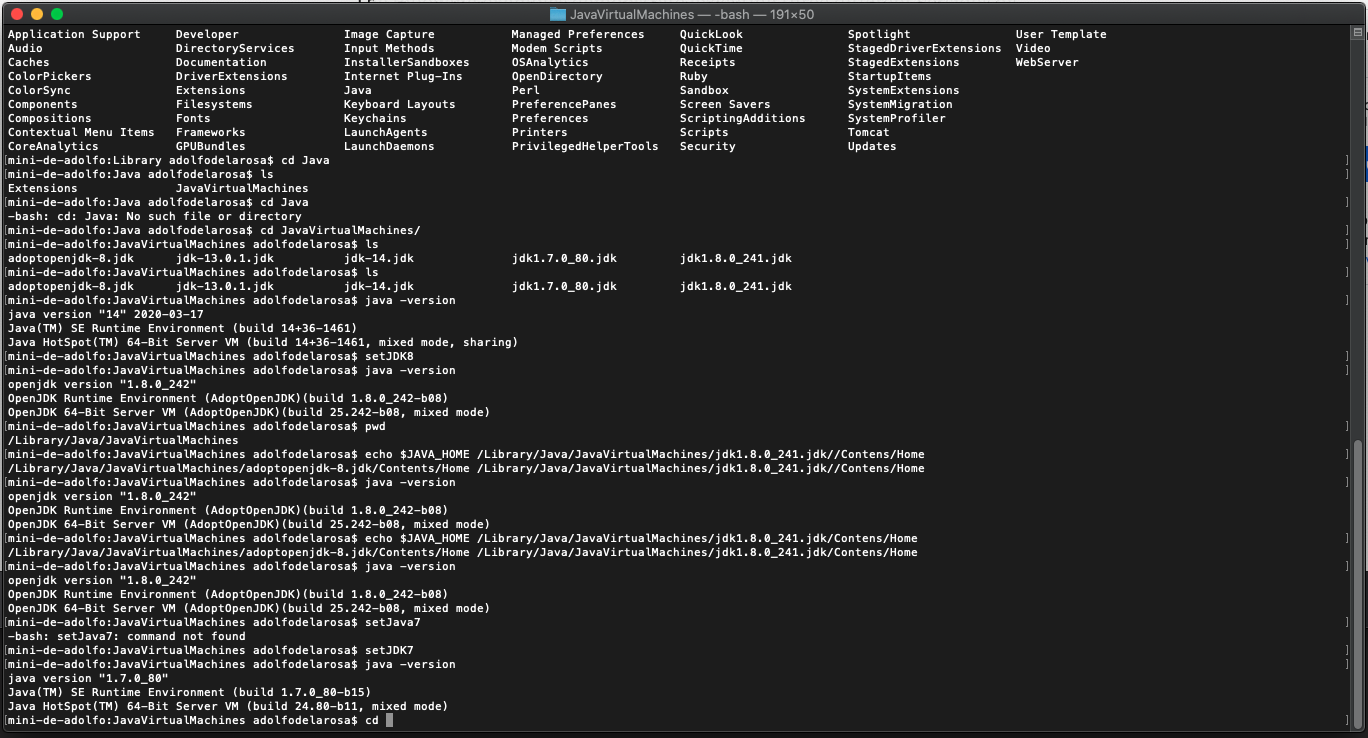 JavaVirtualMachines — -bash — 191×50
Application Support Developer Image Capture Managed Preferences QuickLook Spotlight User Template
Audio DirectoryServices Input Methods Modem Scripts QuickTime StagedDriverExtensions Video
Caches Documentation InstallerSandboxes OSAnalytics Receipts StagedExtensions WebServer
ColorPickers DriverExtensions Internet Plug-Ins OpenDirectory Ruby StartupItems
ColorSync Extensions Java Perl Sandbox SystemExtensions
Components Filesystems Keyboard Layouts PreferencePanes Screen Savers SystemMigration
Compositions Fonts Keychains Preferences ScriptingAdditions SystemProfiler
Contextual Menu Items Frameworks LaunchAgents Printers Scripts Tomcat
CoreAnalytics GPUBundles LaunchDaemons PrivilegedHelperTools Security Updates
[mini-de-adolfo:Library adolfodelarosa$ cd Java ]
[mini-de-adolfo:Java adolfodelarosa$ ls ]
Extensions JavaVirtualMachines
[mini-de-adolfo:Java adolfodelarosa$ cd Java ]
-bash: cd: Java: No such file or directory
[mini-de-adolfo:Java adolfodelarosa$ cd JavaVirtualMachines/ ]
[mini-de-adolfo:JavaVirtualMachines adolfodelarosa$ ls ]
adoptopenjdk-8.jdk jdk-13.0.1.jdk jdk-14.jdk jdk1.7.0_80.jdk jdk1.8.0_241.jdk
[mini-de-adolfo:JavaVirtualMachines adolfodelarosa$ ls ]
adoptopenjdk-8.jdk jdk-13.0.1.jdk jdk-14.jdk jdk1.7.0_80.jdk jdk1.8.0_241.jdk
[mini-de-adolfo:JavaVirtualMachines adolfodelarosa$ java -version ]
java version "14" 2020-03-17
Java(TM) SE Runtime Environment (build 14+36-1461)
Java HotSpot(TM) 64-Bit Server VM (build 14+36-1461, mixed mode, sharing)
[mini-de-adolfo:JavaVirtualMachines adolfodelarosa$ setJDK8 ]
[mini-de-adolfo:JavaVirtualMachines adolfodelarosa$ java -version ]
openjdk version "1.8.0_242"
OpenJDK Runtime Environment (AdoptOpenJDK)(build 1.8.0_242-b08)
OpenJDK 64-Bit Server VM (AdoptOpenJDK)(build 25.242-b08, mixed mode)
[mini-de-adolfo:JavaVirtualMachines adolfodelarosa$ pwd ]
/Library/Java/JavaVirtualMachines
[mini-de-adolfo:JavaVirtualMachines adolfodelarosa$ echo $JAVA_HOME /Library/Java/JavaVirtualMachines/jdk1.8.0_241.jdk//Contens/Home ]
/Library/Java/JavaVirtualMachines/adoptopenjdk-8.jdk/Contents/Home /Library/Java/JavaVirtualMachines/jdk1.8.0_241.jdk//Contens/Home
[mini-de-adolfo:JavaVirtualMachines adolfodelarosa$ java -version ]
openjdk version "1.8.0_242"
OpenJDK Runtime Environment (AdoptOpenJDK)(build 1.8.0_242-b08)
OpenJDK 64-Bit Server VM (AdoptOpenJDK)(build 25.242-b08, mixed mode)
[mini-de-adolfo:JavaVirtualMachines adolfodelarosa$ echo $JAVA_HOME /Library/Java/JavaVirtualMachines/jdk1.8.0_241.jdk/Contens/Home ]
/Library/Java/JavaVirtualMachines/adoptopenjdk-8.jdk/Contents/Home /Library/Java/JavaVirtualMachines/jdk1.8.0_241.jdk/Contens/Home
[mini-de-adolfo:JavaVirtualMachines adolfodelarosa$ java -version ]
openjdk version "1.8.0_242"
OpenJDK Runtime Environment (AdoptOpenJDK)(build 1.8.0_242-b08)
OpenJDK 64-Bit Server VM (AdoptOpenJDK)(build 25.242-b08, mixed mode)
[mini-de-adolfo:JavaVirtualMachines adolfodelarosa$ setJava7 ]
-bash: setJava7: command not found
[mini-de-adolfo:JavaVirtualMachines adolfodelarosa$ setJDK7 ]
[mini-de-adolfo:JavaVirtualMachines adolfodelarosa$ java -version ]
java version "1.7.0_80"
Java(TM) SE Runtime Environment (build 1.7.0_80-b15)
Java HotSpot(TM) 64-Bit Server VM (build 24.80-b11, mixed mode)
[mini-de-adolfo:JavaVirtualMachines adolfodelarosa$ cd ]